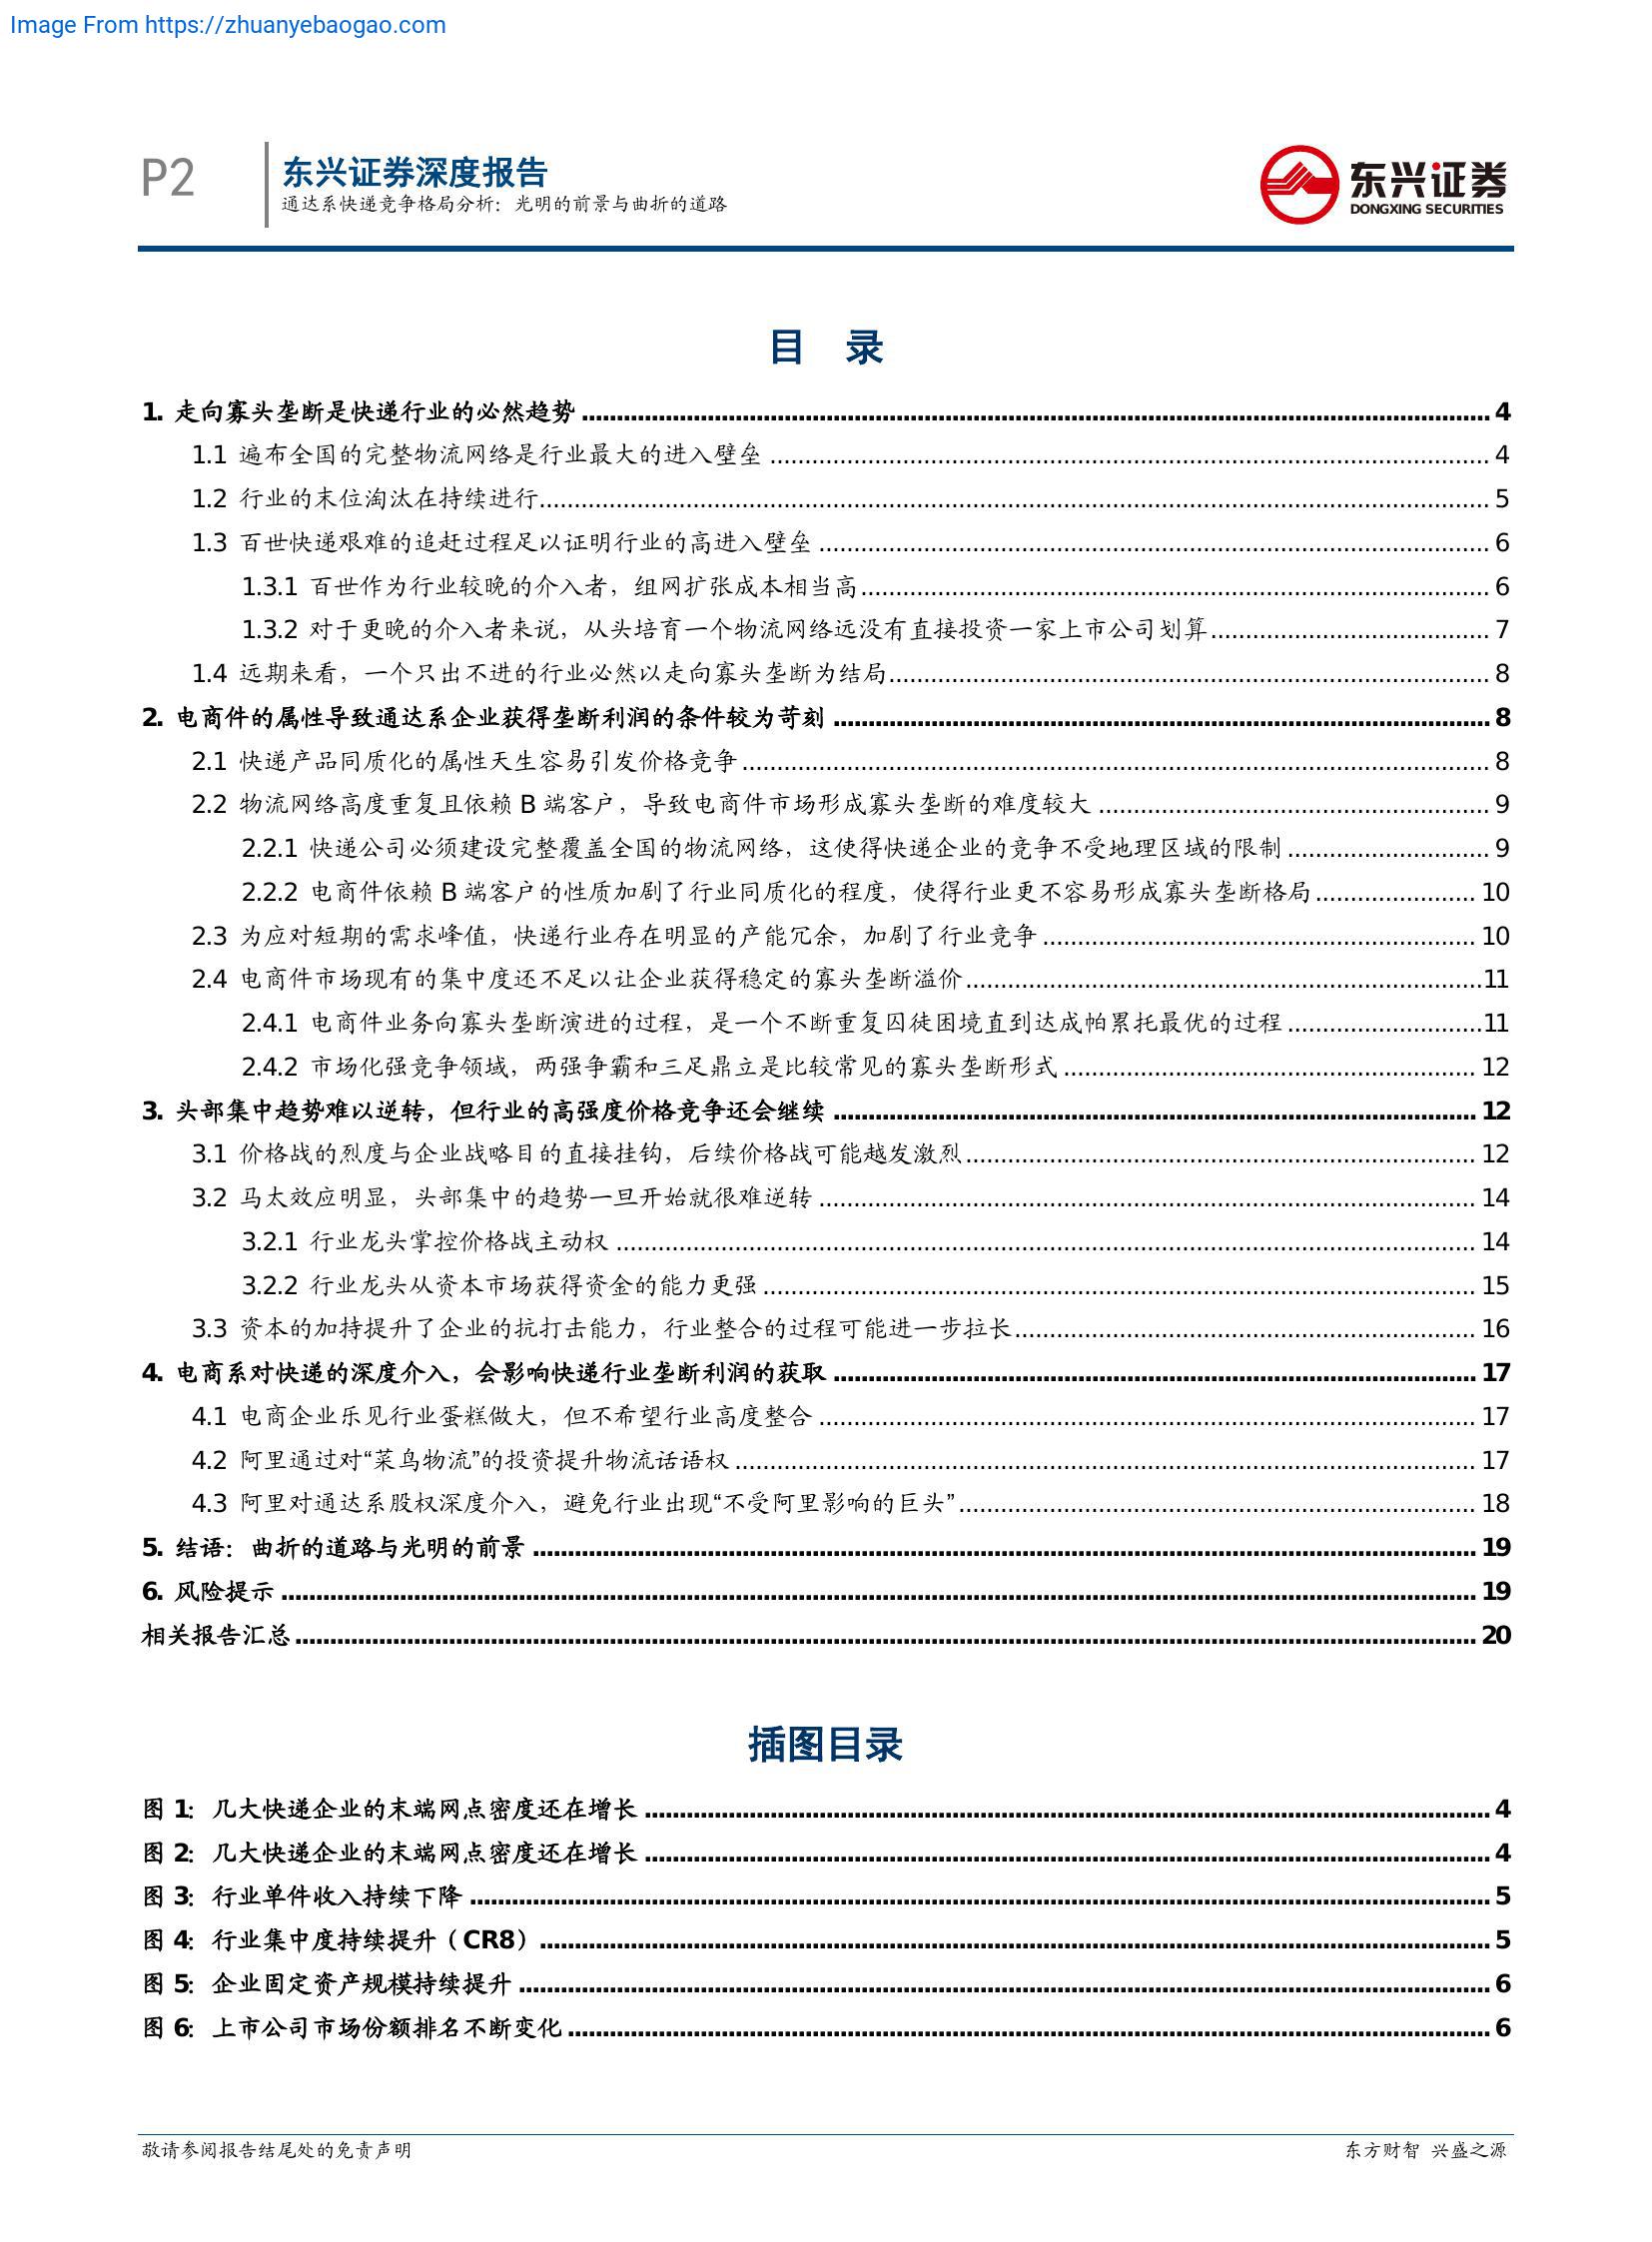 Image From https://zhuanyebaogao.com
P2
东兴证券深度报告
通达系快递竞争格局分析：光明的前景与曲折的道路
东兴证券
DONGXING SECURITIES
目 录
1. 走向寡头垄断是快递行业的必然趋势 4
1.1 遍布全国的完整物流网络是行业最大的进入壁垒 4
1.2 行业的末位淘汰在持续进行 5
1.3 百世快递艰难的追赶过程足以证明行业的高进入壁垒 6
1.3.1 百世作为行业较晚的介入者，组网扩张成本相当高 6
1.3.2 对于更晚的介入者来说，从头培育一个物流网络远没有直接投资一家上市公司划算 7
1.4 远期来看，一个只出不进的行业必然以走向寡头垄断为结局 8
2. 电商件的属性导致通达系企业获得垄断利润的条件较为苛刻 8
2.1 快递产品同质化的属性天生容易引发价格竞争 8
2.2 物流网络高度重复且依赖 B 端客户，导致电商件市场形成寡头垄断的难度较大 9
2.2.1 快递公司必须建设完整覆盖全国的物流网络，这使得快递企业的竞争不受地理区域的限制 9
2.2.2 电商件依赖 B 端客户的性质加剧了行业同质化的程度，使得行业更不容易形成寡头垄断格局 10
2.3 为应对短期的需求峰值，快递行业存在明显的产能冗余，加剧了行业竞争 10
2.4 电商件市场现有的集中度还不足以让企业获得稳定的寡头垄断溢价 11
2.4.1 电商件业务向寡头垄断演进的过程，是一个不断重复囚徒困境直到达成帕累托最优的过程 11
2.4.2 市场化强竞争领域，两强争霸和三足鼎立是比较常见的寡头垄断形式 12
3. 头部集中趋势难以逆转，但行业的高强度价格竞争还会继续 12
3.1 价格战的烈度与企业战略目的直接挂钩，后续价格战可能越发激烈 12
3.2 马太效应明显，头部集中的趋势一旦开始就很难逆转 14
3.2.1 行业龙头掌控价格战主动权 14
3.2.2 行业龙头从资本市场获得资金的能力更强 15
3.3 资本的加持提升了企业的抗打击能力，行业整合的过程可能进一步拉长 16
4. 电商系对快递的深度介入，会影响快递行业垄断利润的获取 17
4.1 电商企业乐见行业蛋糕做大，但不希望行业高度整合 17
4.2 阿里通过对“菜鸟物流”的投资提升物流话语权 17
4.3 阿里对通达系股权深度介入，避免行业出现“不受阿里影响的巨头” 18
5. 结语：曲折的道路与光明的前景 19
6. 风险提示 19
相关报告汇总 20
插图目录
图 1：几大快递企业的末端网点密度还在增长 4
图 2：几大快递企业的末端网点密度还在增长 4
图 3：行业单件收入持续下降 5
图 4：行业集中度持续提升（CR8） 5
图 5：企业固定资产规模持续提升 6
图 6：上市公司市场份额排名不断变化 6
敬请参阅报告结尾处的免责声明
东方财智 兴盛之源